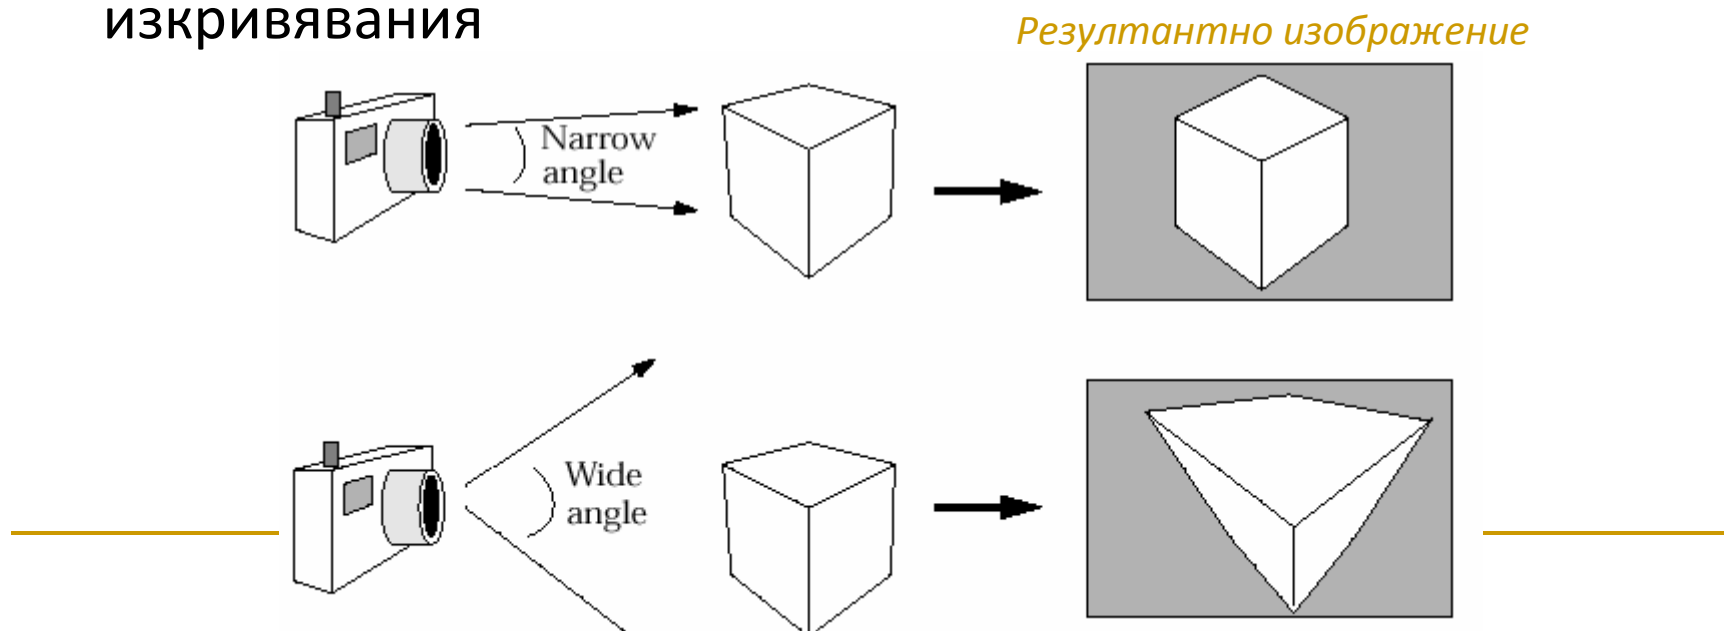 изкривявания
Резултантно изображение
Narrow
angle
Wide
angle